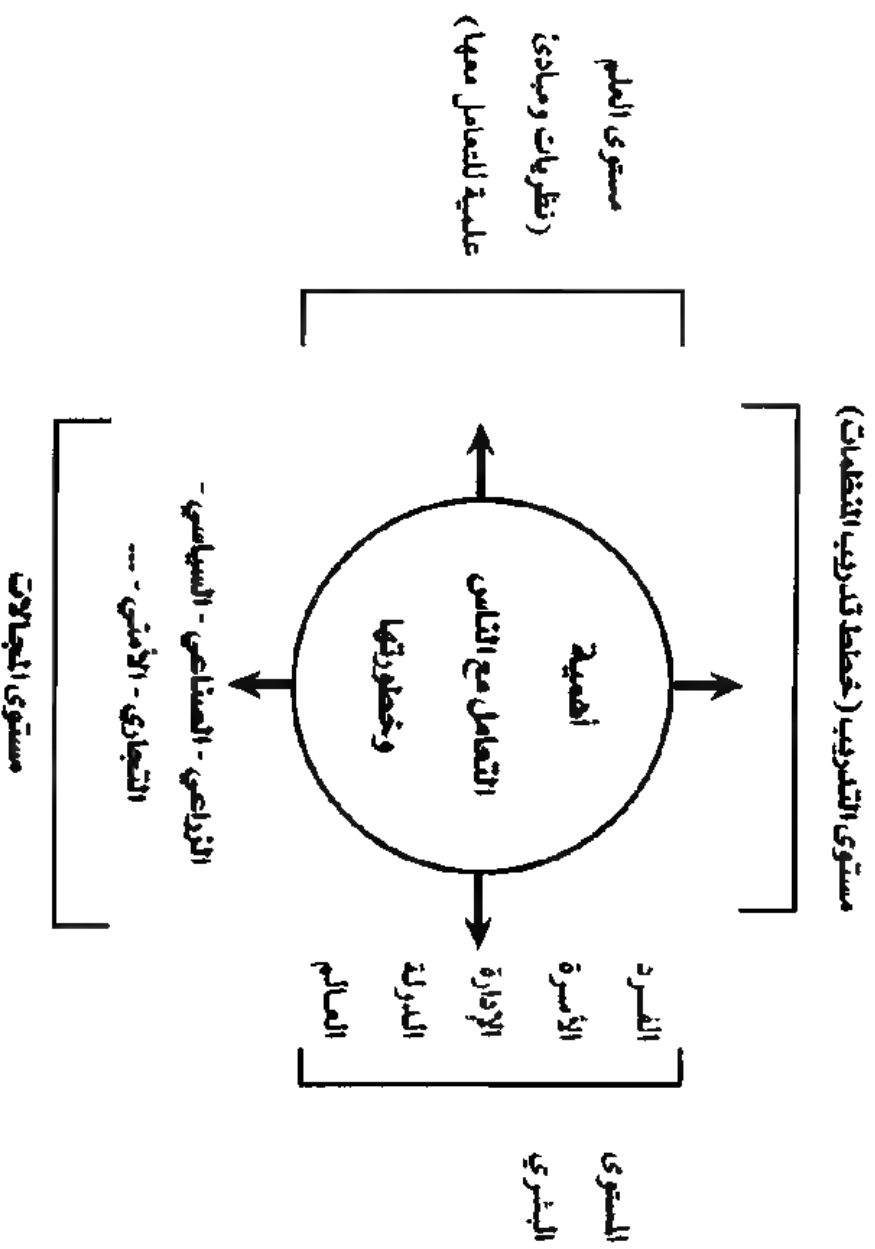 مستوى التدريب (خطط تدريب المنظمات)
المستوى
البشري
الفرد
الأسرة
الإدارة
الدولة
العالم
أهمية
التعامل مع الناس
وخطورتها
مستوى العلم
(نظريات ومبادئ
علمية للتعامل معها)
الزراعي - الصناعي - السياسي -
التجاري - الأمني - ...
مستوى المجالات